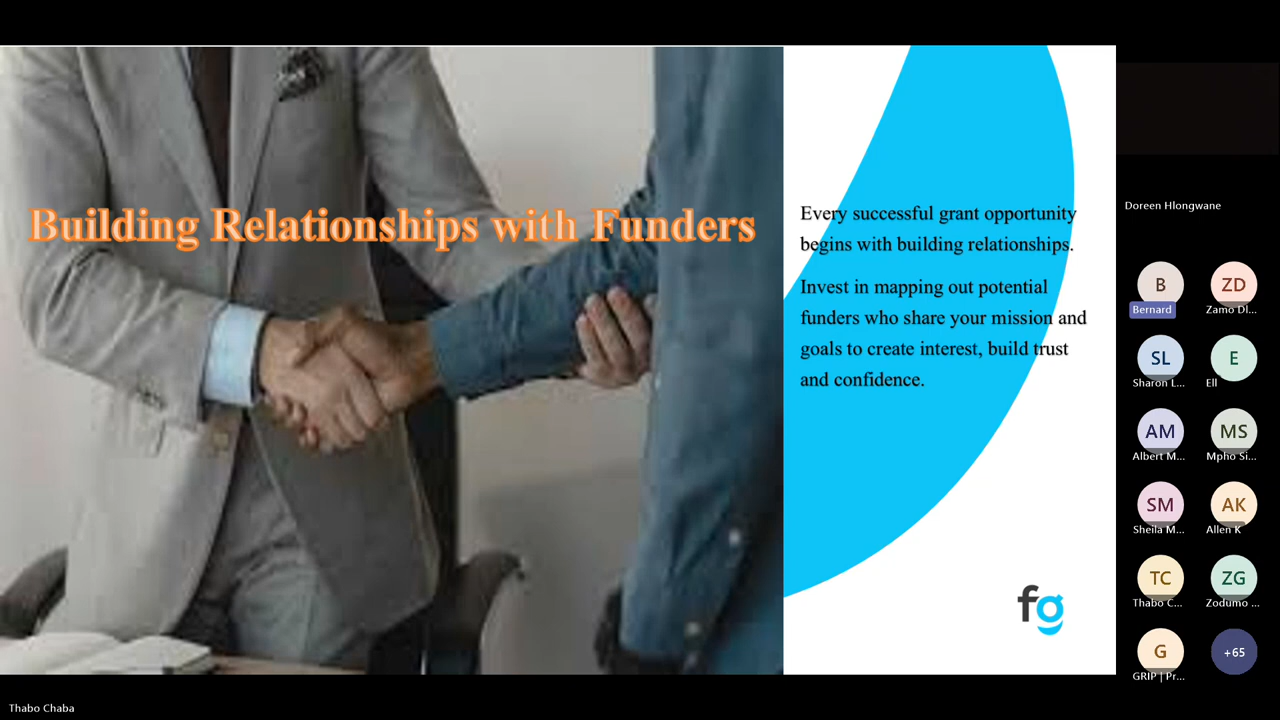 Building Relationships with Funders
Every successful grant opportunity
begins with building relationships.
Invest in mapping out potential
funders who share your mission and
goals to create interest, build trust
and confidence.
fg
Doreen Hlongwane
B
Bernard
ZD
Zamo Dl...
SL
Sharon L...
E
Ell
AM
Albert M...
MS
Mpho Si...
SM
Sheila M...
AK
Allen K
TC
Thabo C...
ZG
Zodumo ...
G
GRIP | Pr...
+65
Thabo Chaba